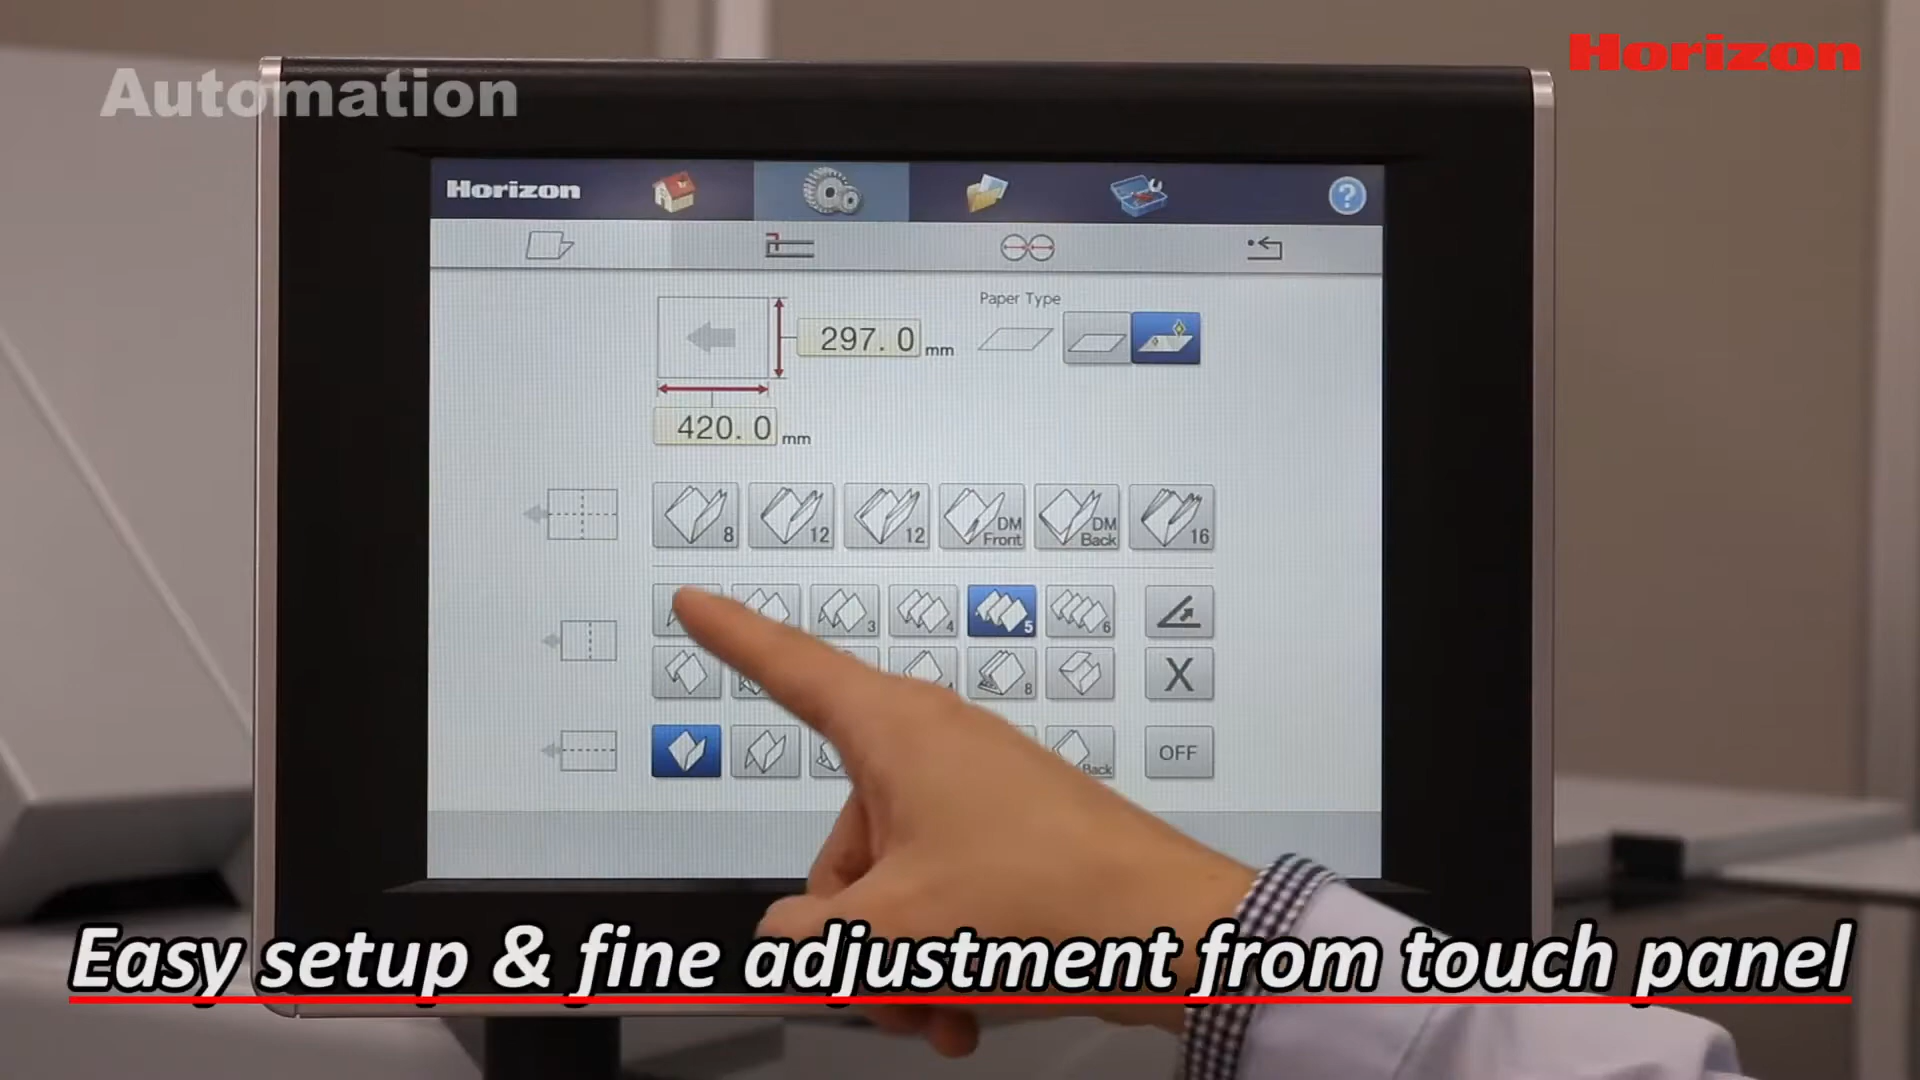 Horizon
Automation
Horizon
?
Paper Type
297.0 mm
420.0 mm
8
12
12
DM Front
DM Back
16
3
4
5
6
8
X
Back
OFF
Easy setup & fine adjustment from touch panel